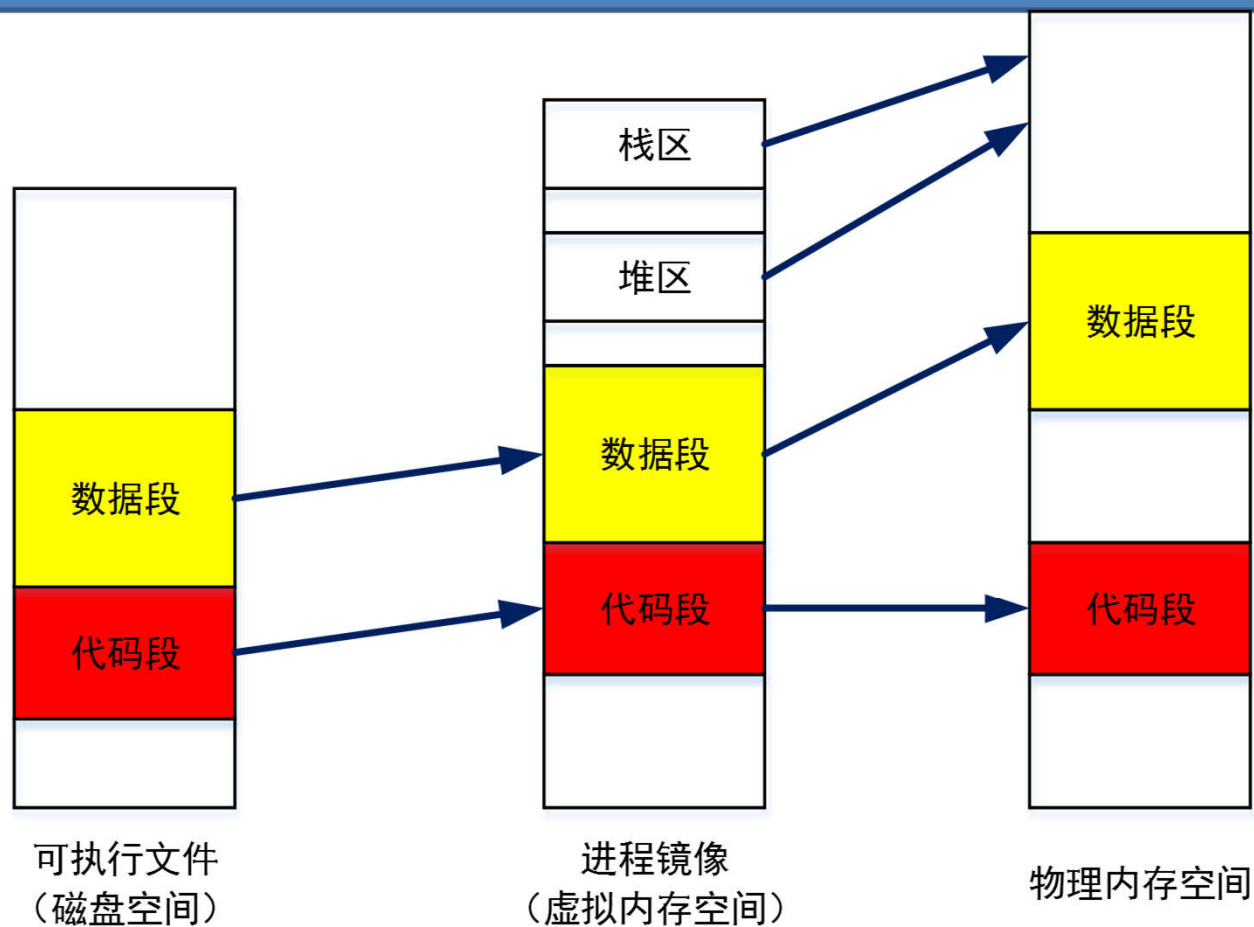 栈区
堆区
数据段
数据段
数据段
代码段
代码段
代码段
可执行文件
（磁盘空间）
进程镜像
（虚拟内存空间）
物理内存空间